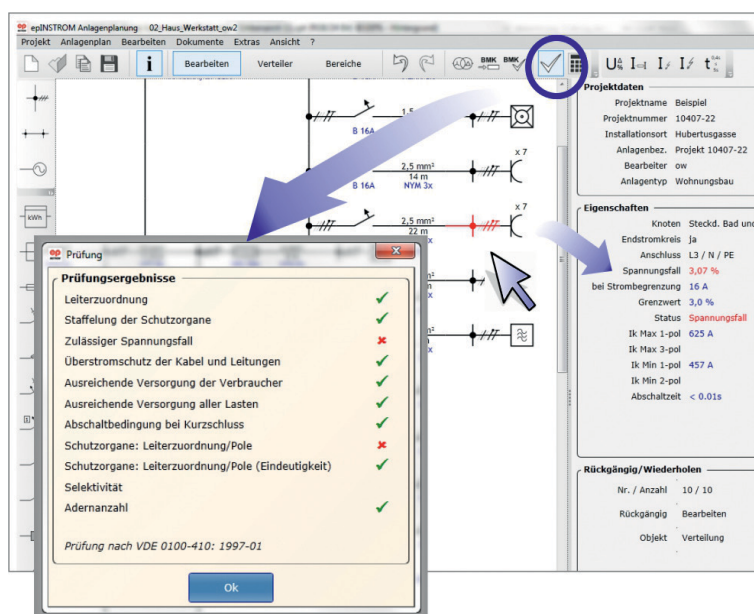 epINSTROM Anlagenplanung 02_Haus_Werkstatt_ow2
Projekt Anlagenplan Bearbeiten Dokumente Extras Ansicht ?
i Bearbeiten Verteiler Bereiche BMK BMK
B 16A 1,5
x 7
2,5 mm²
14 m
B 16A NYM 3x
x 7
2,5 mm²
22 m
kWh
Projektdaten
Projektname Beispiel
Projektnummer 10407-22
Installationsort Hubertusgasse
Anlagenbez. Projekt 10407-22
Bearbeiter ow
Anlagentyp Wohnungsbau
Eigenschaften
Knoten Steckd. Bad und
Endstromkreis Ja
Anschluss L3 / N / PE
Spannungsfall 3,07 %
bei Strombegrenzung 16 A
Grenzwert 3,0 %
Status Spannungsfall
Ik Max 1-pol 625 A
Ik Max 3-pol
Ik Min 1-pol 457 A
Ik Min 2-pol
Abschaltzeit < 0.01s
Rückgängig/Wiederholen
Nr. / Anzahl 10 / 10
Rückgängig Bearbeiten
Objekt Verteilung
ep Prüfung
Prüfungsergebnisse
Leiterzuordnung
Staffelung der Schutzorgane
Zulässiger Spannungsfall
Überstromschutz der Kabel und Leitungen
Ausreichende Versorgung der Verbraucher
Ausreichende Versorgung aller Lasten
Abschaltbedingung bei Kurzschluss
Schutzorgane: Leiterzuordnung/Pole
Schutzorgane: Leiterzuordnung/Pole (Eindeutigkeit)
Selektivität
Adernanzahl
Prüfung nach VDE 0100-410: 1997-01
Ok